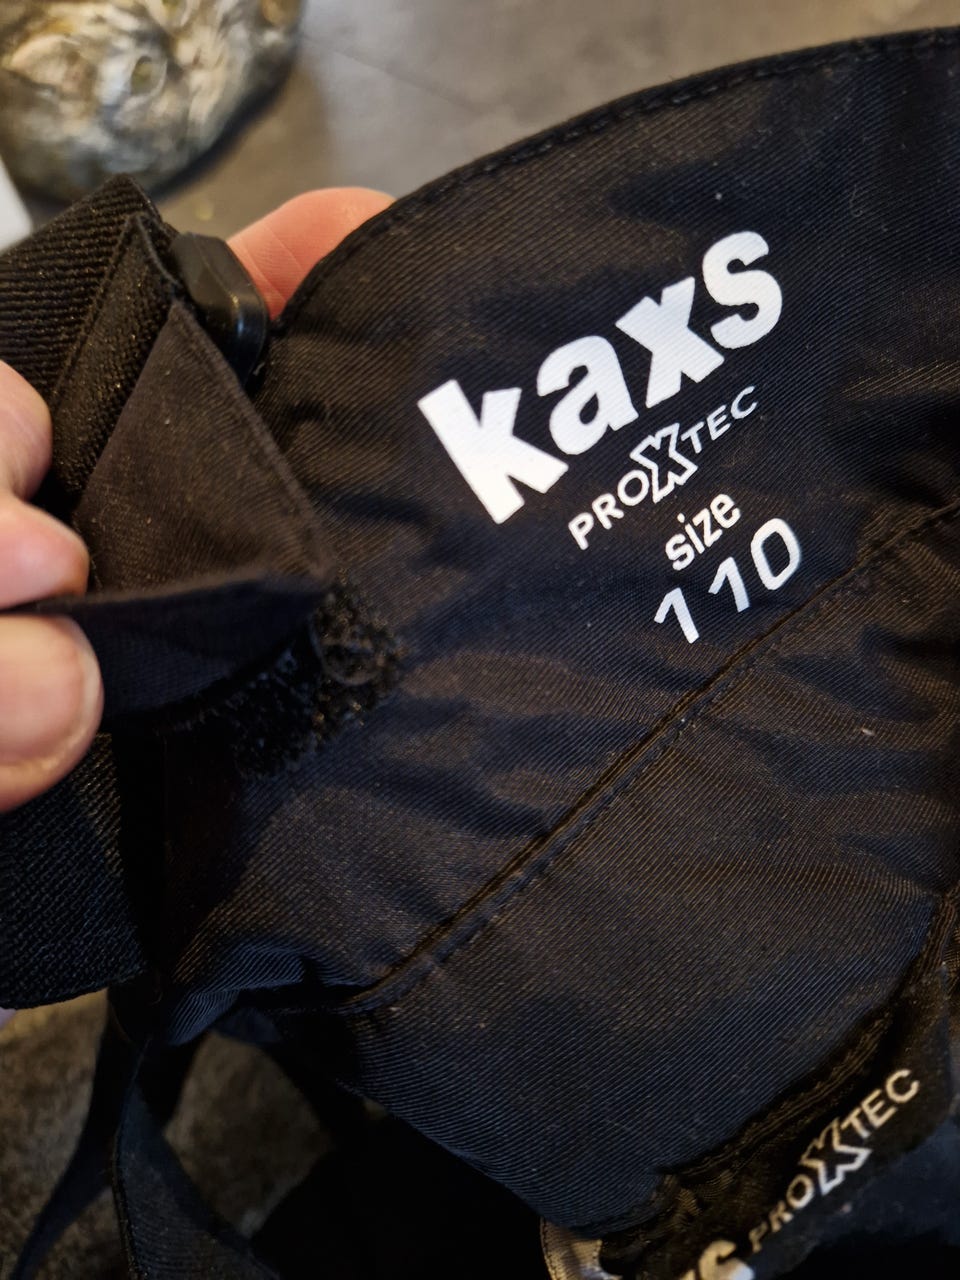 kaxs
PROXTEC
size
110
PROXTEC